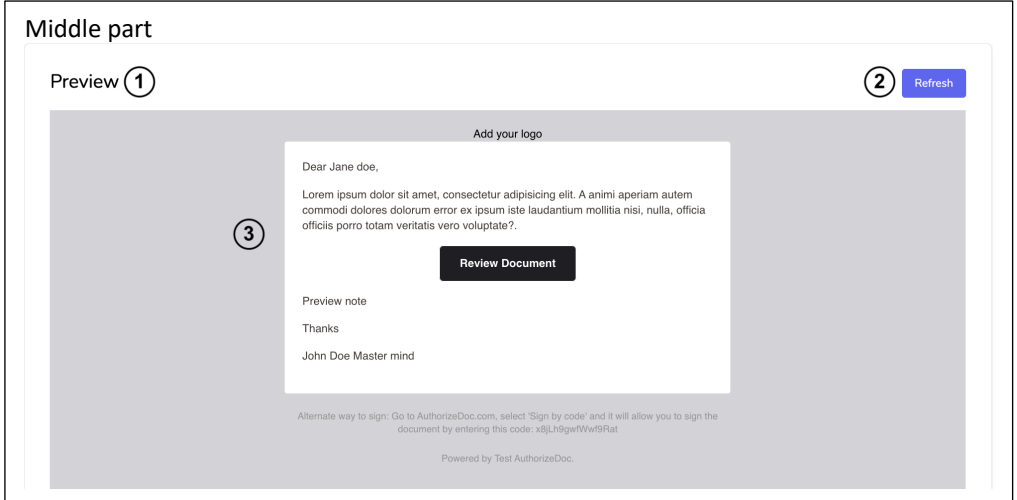 Middle part
Preview 1
2 Refresh
Add your logo
Dear Jane doe,
Lorem ipsum dolor sit amet, consectetur adipisicing elit. A animi aperiam autem
commodi dolores dolorum error ex ipsum iste laudantium mollitia nisi, nulla, officia
officiis porro totam veritatis vero voluptate?.
3
Review Document
Preview note
Thanks
John Doe Master mind
Alternate way to sign: Go to AuthorizeDoc.com, select 'Sign by code' and it will allow you to sign the
document by entering this code: x8jLh9gwfWwf9Rat
Powered by Test AuthorizeDoc.